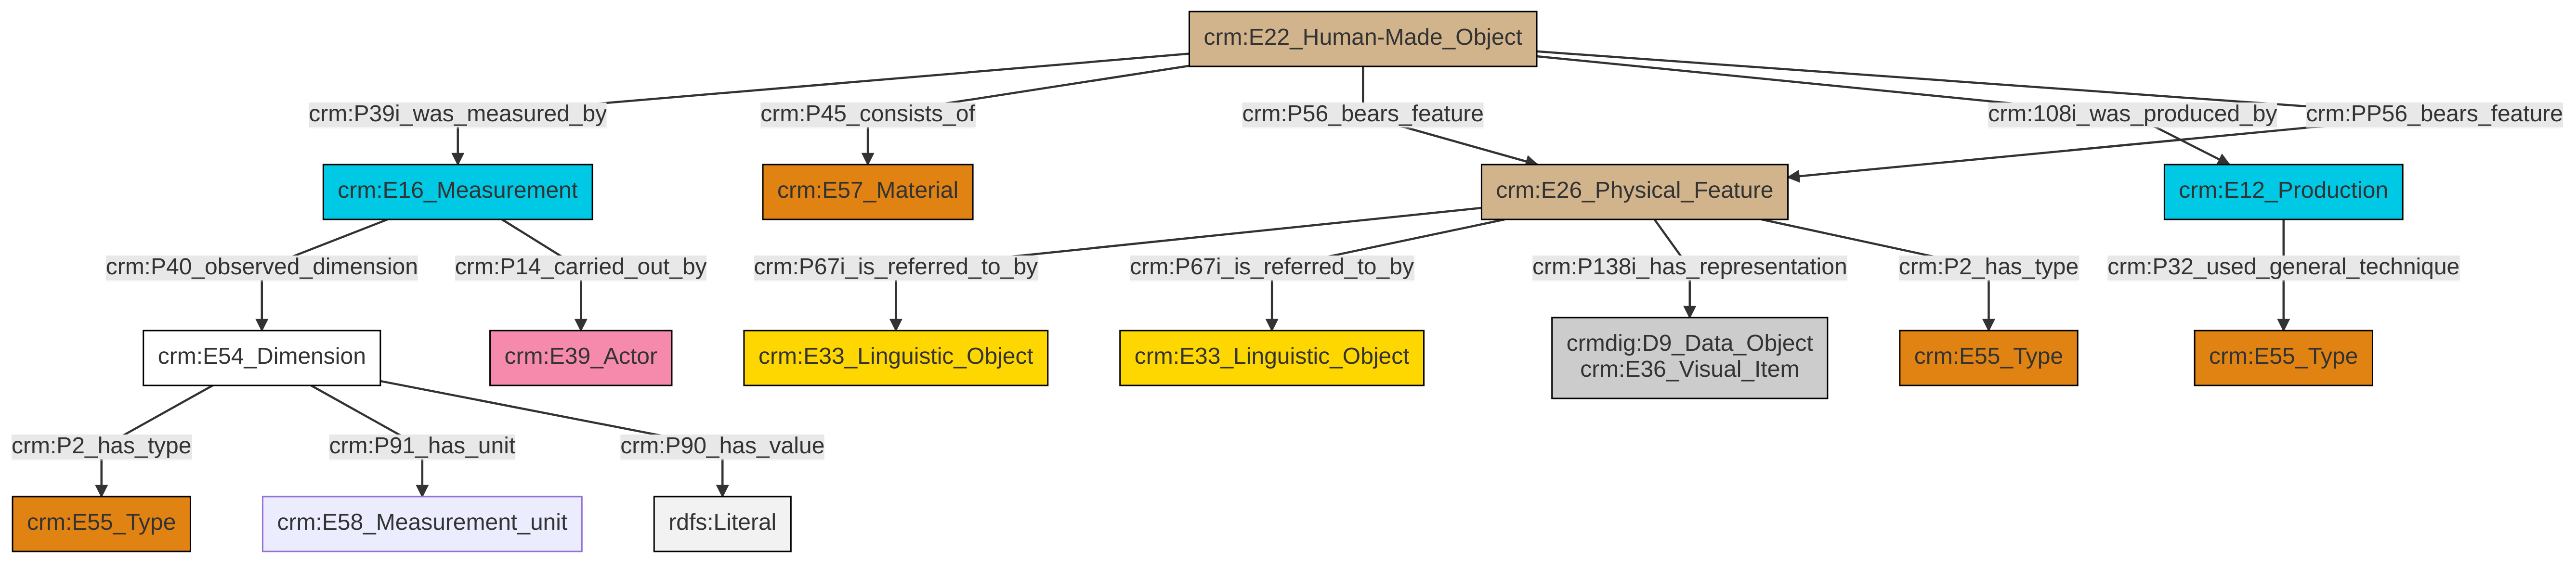 crm:E22_Human-Made_Object
crm:P39i_was_measured_by
crm:P45_consists_of
crm:P56_bears_feature
crm:108i_was_produced_by
crm:PP56_bears_feature
crm:E16_Measurement
crm:E57_Material
crm:E26_Physical_Feature
crm:E12_Production
crm:P40_observed_dimension
crm:P14_carried_out_by
crm:P67i_is_referred_to_by
crm:P67i_is_referred_to_by
crm:P138i_has_representation
crm:P2_has_type
crm:P32_used_general_technique
crm:E54_Dimension
crm:E39_Actor
crm:E33_Linguistic_Object
crm:E33_Linguistic_Object
crmdig:D9_Data_Object
crm:E36_Visual_Item
crm:E55_Type
crm:E55_Type
crm:P2_has_type
crm:P91_has_unit
crm:P90_has_value
crm:E55_Type
crm:E58_Measurement_unit
rdfs:Literal